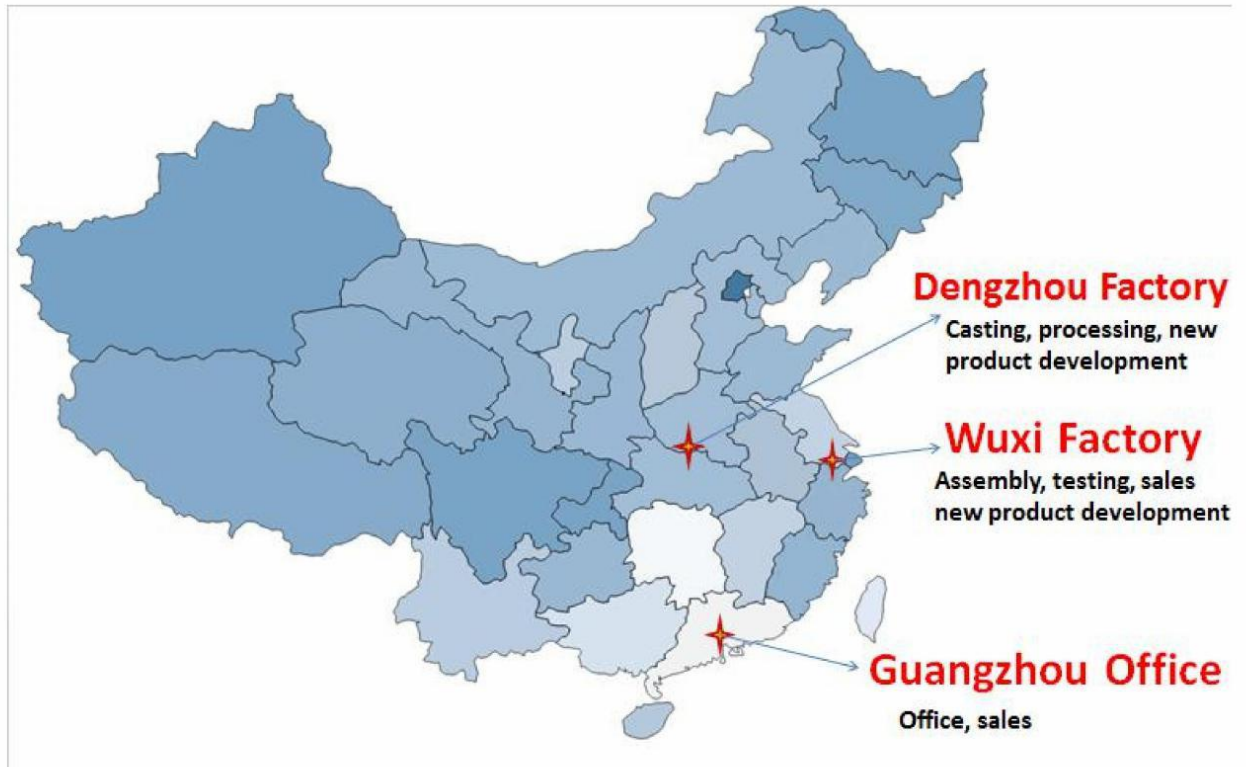 Dengzhou Factory
Casting, processing, new
product development
Wuxi Factory
Assembly, testing, sales
new product development
Guangzhou Office
Office, sales